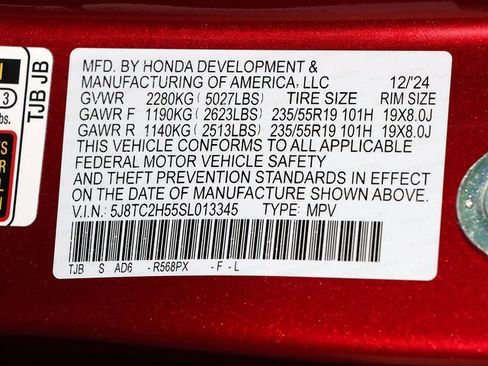 MFD. BY HONDA DEVELOPMENT &
MANUFACTURING OF AMERICA, LLC 12/'24
GVWR 2280KG (5027LBS) TIRE SIZE RIM SIZE
GAWR F 1190KG (2623LBS) 235/55R19 101H 19X8.0J
GAWR R 1140KG (2513LBS) 235/55R19 101H 19X8.0J
THIS VEHICLE CONFORMS TO ALL APPLICABLE
FEDERAL MOTOR VEHICLE SAFETY
AND THEFT PREVENTION STANDARDS IN EFFECT
ON THE DATE OF MANUFACTURE SHOWN ABOVE.
V.I.N: 5J8TC2H55SL013345 TYPE: MPV
TJB S AD6 -R568PX -F-L
TJB JB
3
bs.